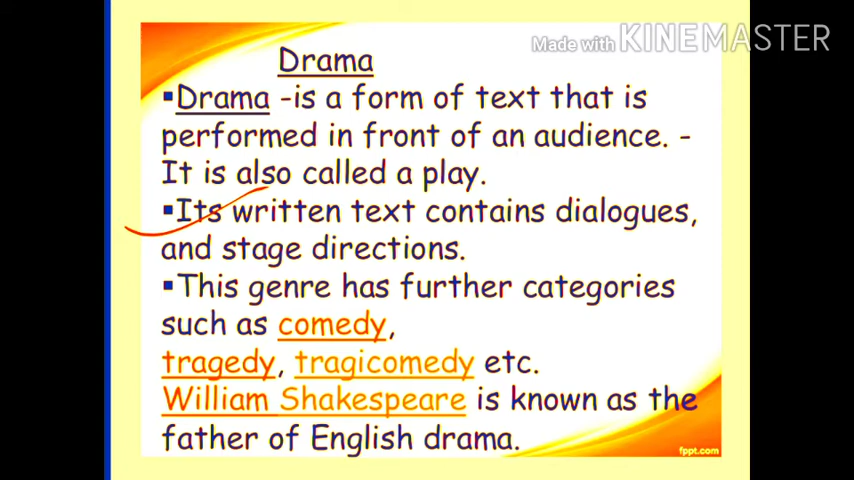 Made with KINEMASTER
Drama
▪Drama -is a form of text that is
performed in front of an audience. -
It is also called a play.
▪Its written text contains dialogues,
and stage directions.
▪This genre has further categories
such as comedy,
tragedy, tragicomedy etc.
William Shakespeare is known as the
father of English drama.
fppt.com